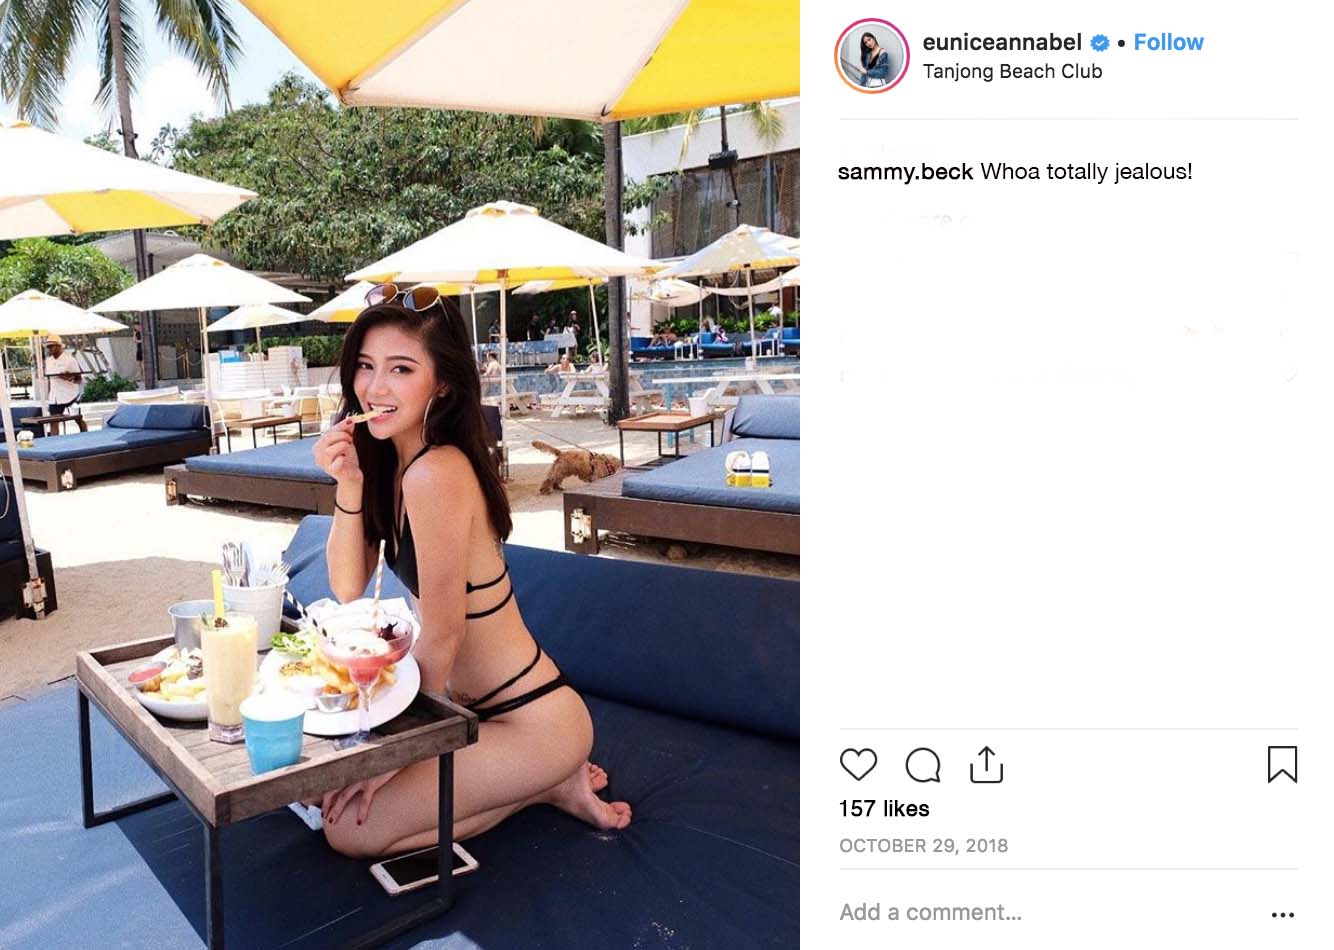 euniceannabel • Follow
Tanjong Beach Club
sammy.beck Whoa totally jealous!
157 likes
OCTOBER 29, 2018
Add a comment...